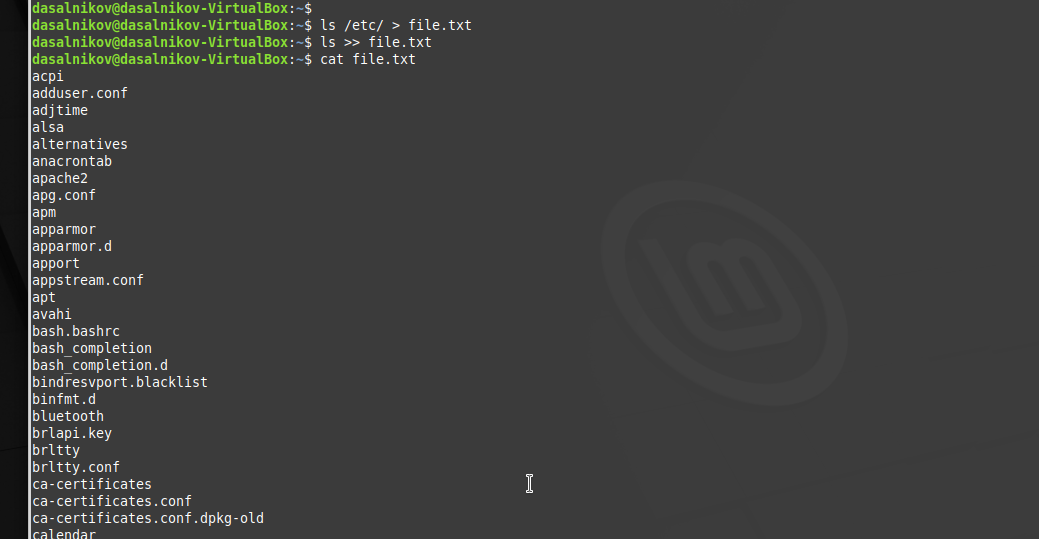 dasalnikov@dasalnikov-VirtualBox:~$
dasalnikov@dasalnikov-VirtualBox:~$ ls /etc/ > file.txt
dasalnikov@dasalnikov-VirtualBox:~$ ls >> file.txt
dasalnikov@dasalnikov-VirtualBox:~$ cat file.txt
acpi
adduser.conf
adjtime
alsa
alternatives
anacrontab
apache2
apg.conf
apm
apparmor
apparmor.d
apport
appstream.conf
apt
avahi
bash.bashrc
bash_completion
bash_completion.d
bindresvport.blacklist
binfmt.d
bluetooth
brlapi.key
brltty
brltty.conf
ca-certificates
ca-certificates.conf
ca-certificates.conf.dpkg-old
calendar